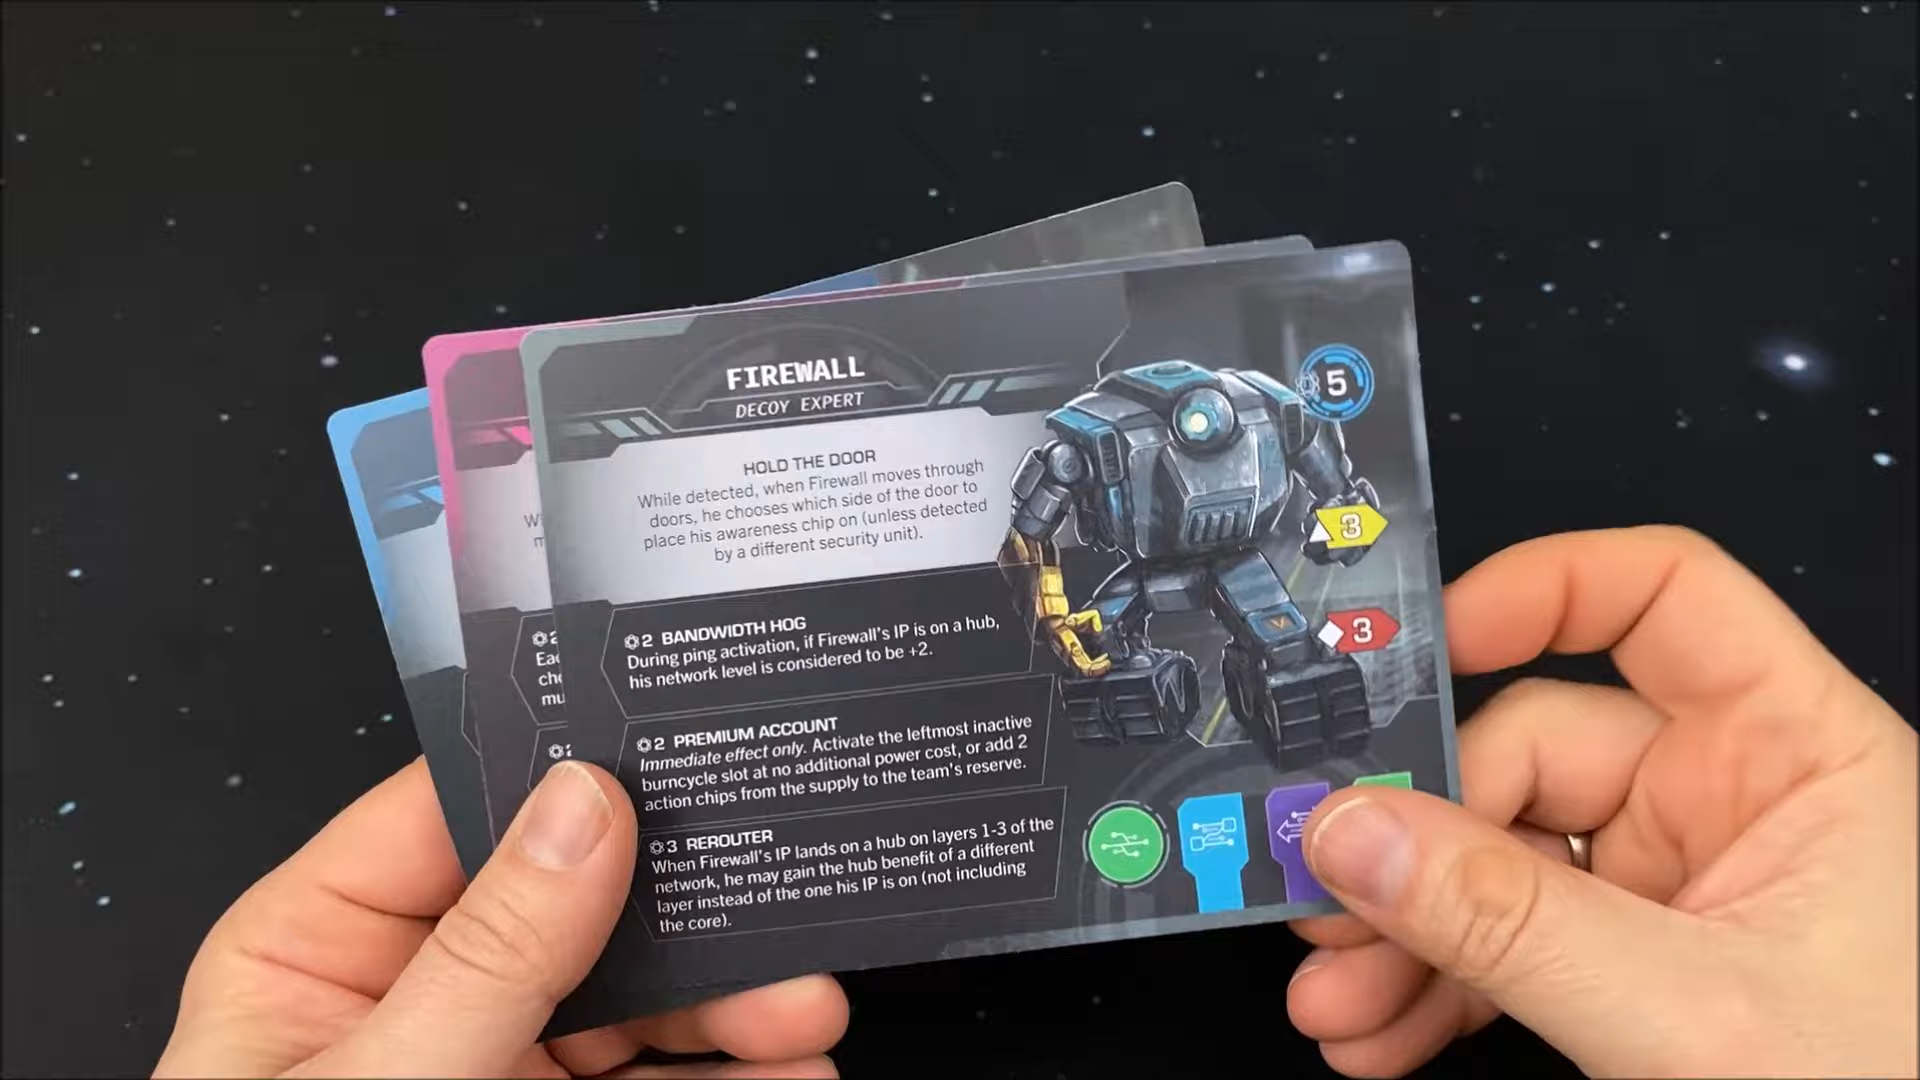 FIREWALL
DECOY EXPERT
5
HOLD THE DOOR
While detected, when Firewall moves through
doors, he chooses which side of the door to
place his awareness chip on (unless detected
by a different security unit).
3
3
2 BANDWIDTH HOG
During ping activation, if Firewall's IP is on a hub,
his network level is considered to be +2.
2 PREMIUM ACCOUNT
Immediate effect only. Activate the leftmost inactive
burncycle slot at no additional power cost, or add 2
action chips from the supply to the team's reserve.
3 REROUTER
When Firewall's IP lands on a hub on layers 1-3 of the
network, he may gain the hub benefit of a different
layer instead of the one his IP is on (not including
the core).